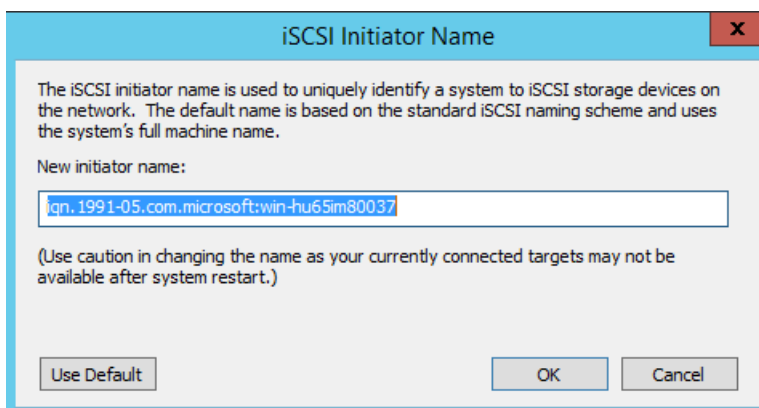 iSCSI Initiator Name
x
The iSCSI initiator name is used to uniquely identify a system to iSCSI storage devices on
the network. The default name is based on the standard iSCSI naming scheme and uses
the system's full machine name.
New initiator name:
iqn.1991-05.com.microsoft:win-hu65im80037
(Use caution in changing the name as your currently connected targets may not be
available after system restart.)
Use Default
OK
Cancel